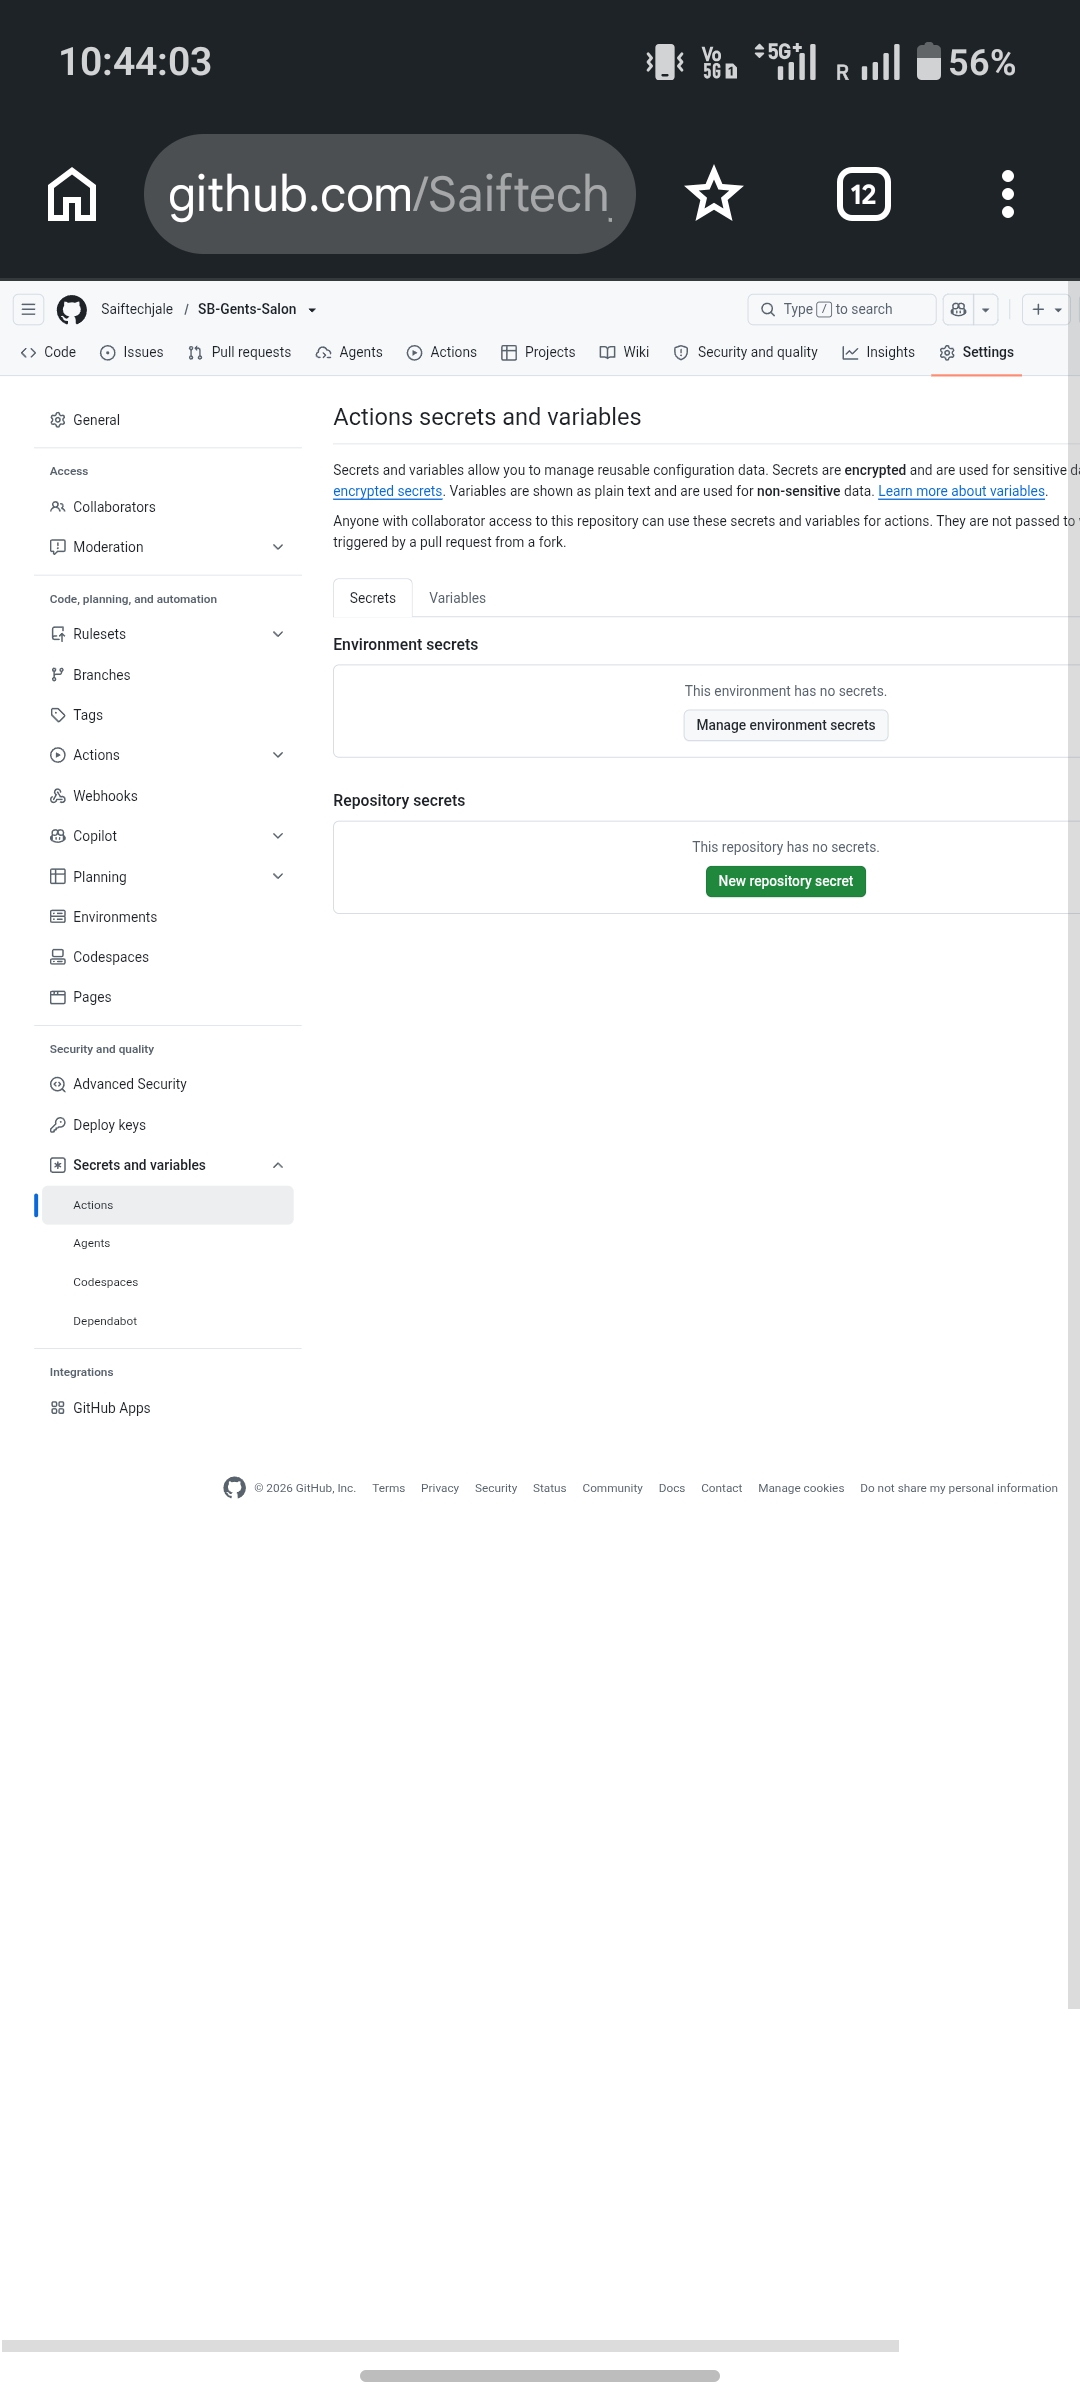 10:44:03
Vo 5G 1 5G+ R 56%
github.com/Saiftech
12
Saiftechjale / SB-Gents-Salon
Type / to search
Code Issues Pull requests Agents Actions Projects Wiki Security and quality Insights Settings
General
Access
Collaborators
Moderation
Code, planning, and automation
Rulesets
Branches
Tags
Actions
Webhooks
Copilot
Planning
Environments
Codespaces
Pages
Security and quality
Advanced Security
Deploy keys
Secrets and variables
Actions
Agents
Codespaces
Dependabot
Integrations
GitHub Apps
Actions secrets and variables
Secrets and variables allow you to manage reusable configuration data. Secrets are encrypted and are used for sensitive
encrypted secrets. Variables are shown as plain text and are used for non-sensitive data. Learn more about variables.
Anyone with collaborator access to this repository can use these secrets and variables for actions. They are not passed to
triggered by a pull request from a fork.
Secrets Variables
Environment secrets
This environment has no secrets.
Manage environment secrets
Repository secrets
This repository has no secrets.
New repository secret
© 2026 GitHub, Inc. Terms Privacy Security Status Community Docs Contact Manage cookies Do not share my personal information